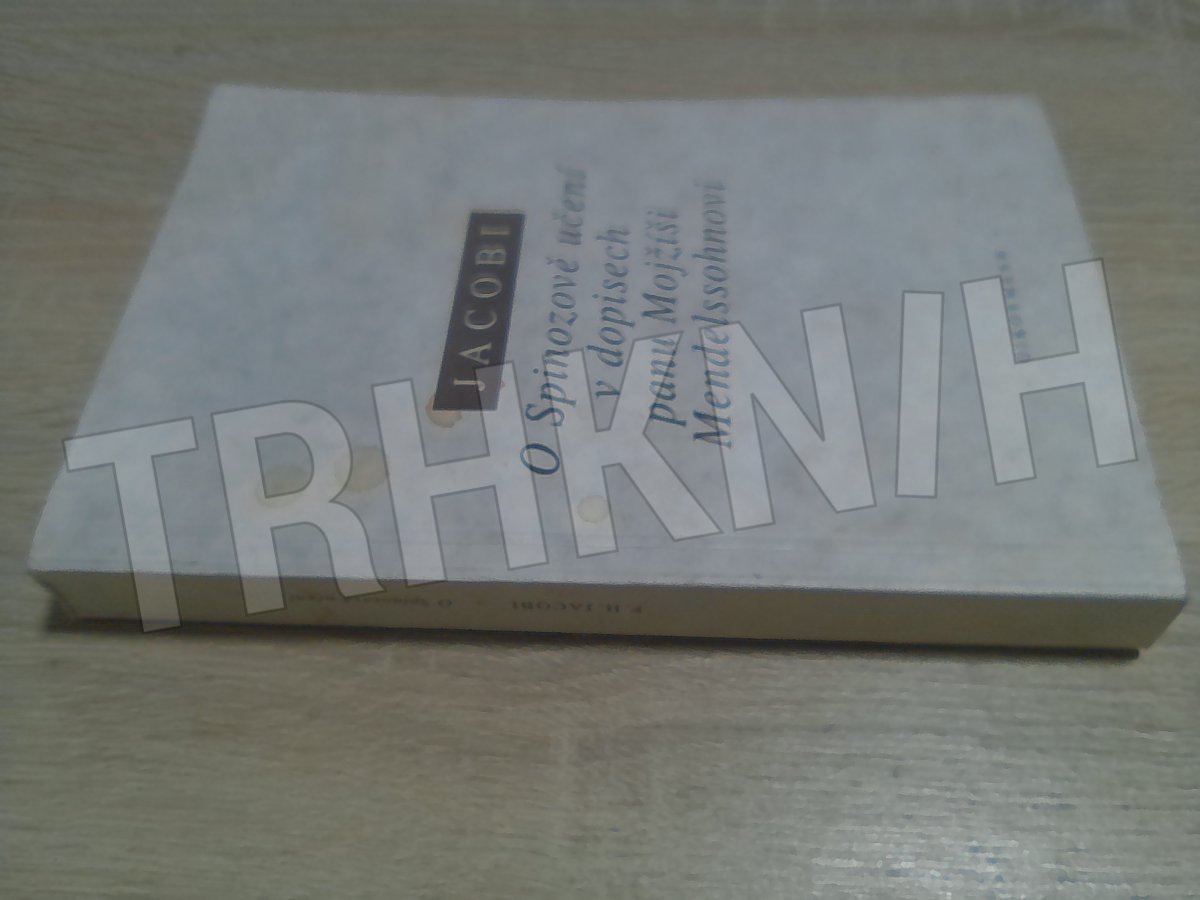 JACOBI
O Spinozově učení
v dopisech
panu Mojžíši
Mendelssohnovi
F. H. JACOBI
TRHKNIH